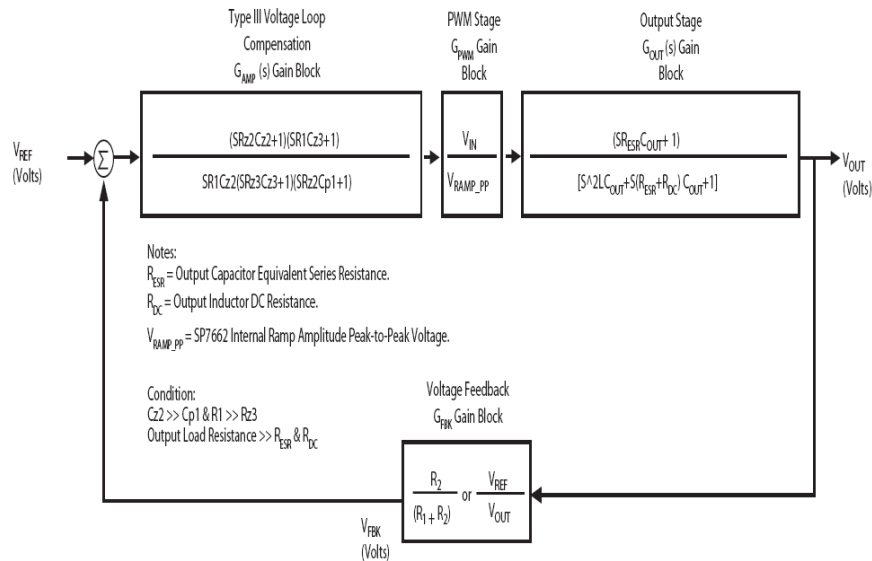 Type III Voltage Loop
Compensation
G_AMP (s) Gain Block
PWM Stage
G_PWM Gain
Block
Output Stage
G_OUT (s) Gain
Block
V_REF
(Volts)
Σ
(SRz2Cz2+1)(SR1Cz3+1)
SR1Cz2(SRz3Cz3+1)(SRz2Cp1+1)
V_IN
V_RAMP_PP
(SR_ESR C_OUT+ 1)
[S^2LC_OUT+S(R_ESR+R_DC) C_OUT+1]
V_OUT
(Volts)
Notes:
R_ESR = Output Capacitor Equivalent Series Resistance.
R_DC = Output Inductor DC Resistance.
V_RAMP_PP = SP7662 Internal Ramp Amplitude Peak-to-Peak Voltage.
Condition:
Cz2 >> Cp1 & R1 >> Rz3
Output Load Resistance >> R_ESR & R_DC
Voltage Feedback
G_FBK Gain Block
R_2
(R_1 + R_2)
or
V_REF
V_OUT
V_FBK
(Volts)